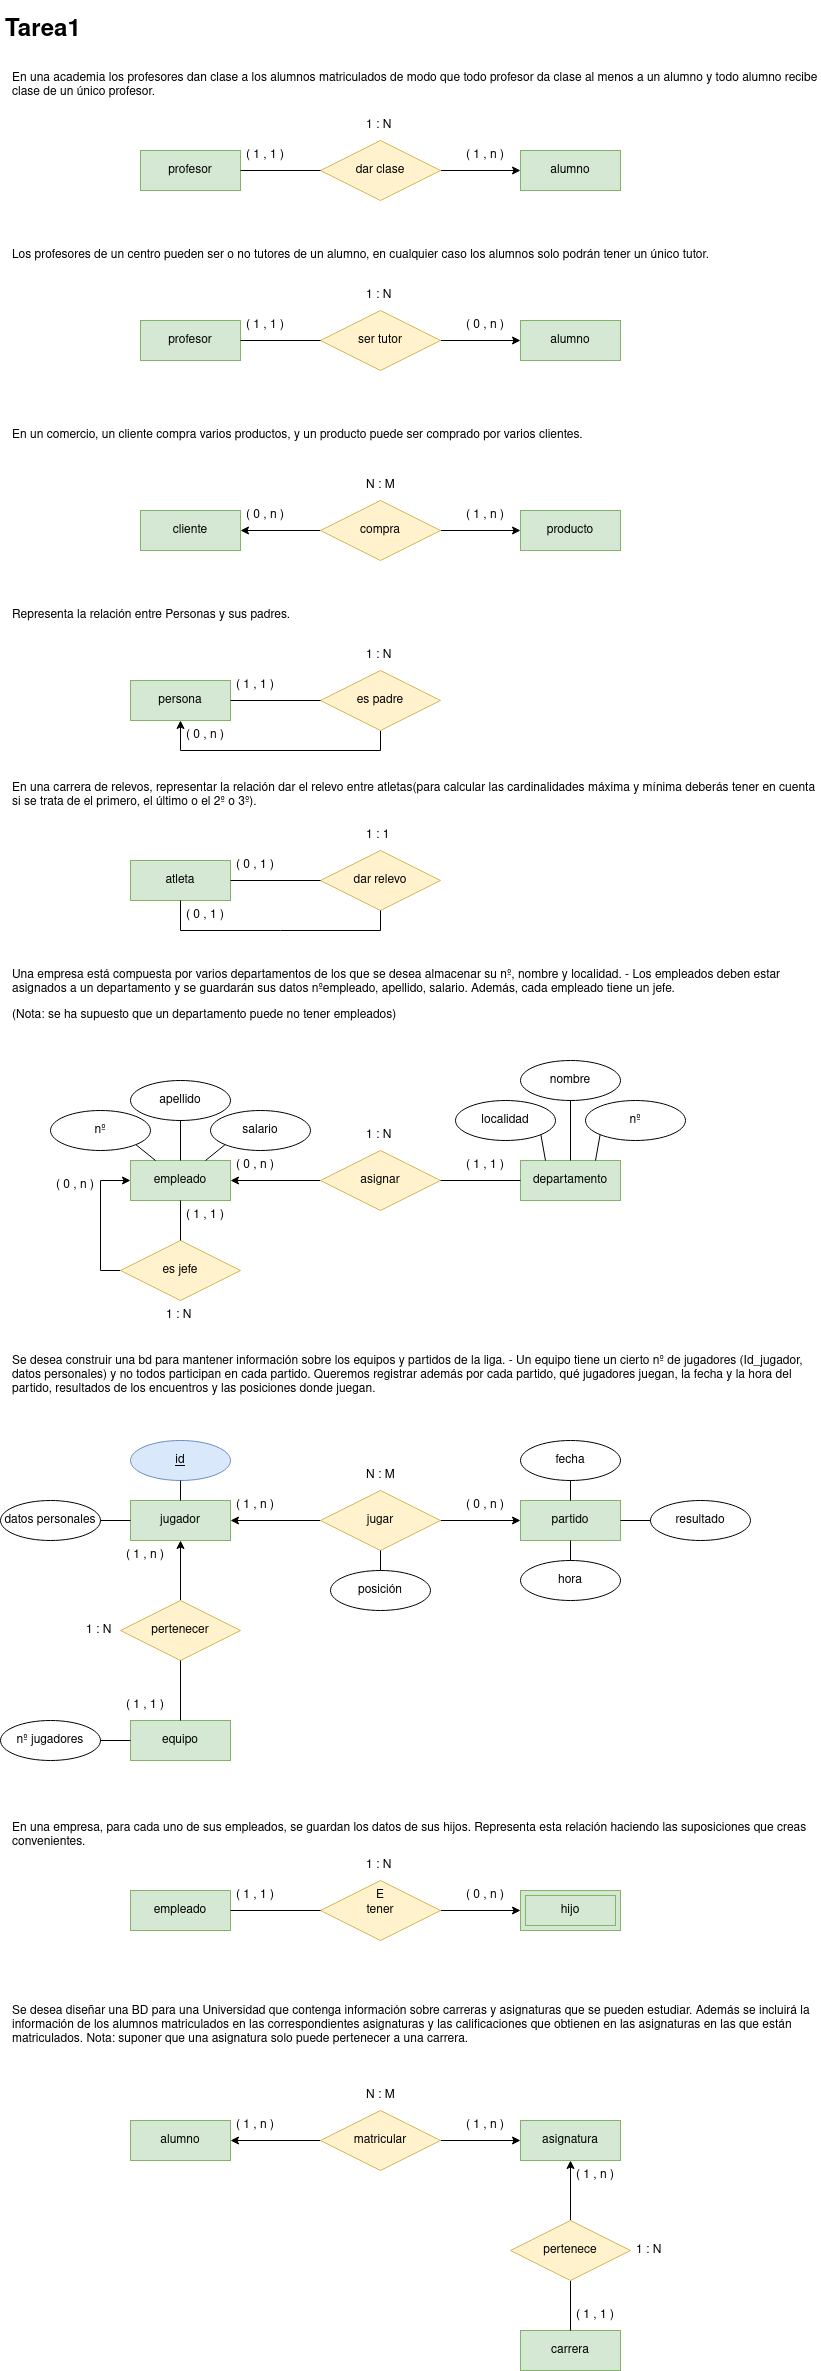 Tarea1
En una academia los profesores dan clase a los alumnos matriculados de modo que todo profesor da clase al menos a un alumno y todo alumno recibe
clase de un único profesor.
1 : N
profesor
( 1 , 1 )
dar clase
( 1 , n )
alumno
Los profesores de un centro pueden ser o no tutores de un alumno, en cualquier caso los alumnos solo podrán tener un único tutor.
1 : N
profesor
( 1 , 1 )
ser tutor
( 0 , n )
alumno
En un comercio, un cliente compra varios productos, y un producto puede ser comprado por varios clientes.
N : M
cliente
( 0 , n )
compra
( 1 , n )
producto
Representa la relación entre Personas y sus padres.
1 : N
persona
( 1 , 1 )
es padre
( 0 , n )
En una carrera de relevos, representar la relación dar el relevo entre atletas(para calcular las cardinalidades máxima y mínima deberás tener en cuenta
si se trata de el primero, el último o el 2º o 3º).
1 : 1
atleta
( 0 , 1 )
dar relevo
( 0 , 1 )
Una empresa está compuesta por varios departamentos de los que se desea almacenar su nº, nombre y localidad. - Los empleados deben estar
asignados a un departamento y se guardarán sus datos nºempleado, apellido, salario. Además, cada empleado tiene un jefe.
(Nota: se ha supuesto que un departamento puede no tener empleados)
nombre
apellido
localidad
nº
nº
salario
1 : N
( 0 , n )
empleado
( 0 , n )
asignar
( 1 , 1 )
departamento
( 1 , 1 )
es jefe
1 : N
Se desea construir una bd para mantener información sobre los equipos y partidos de la liga. - Un equipo tiene un cierto nº de jugadores (Id_jugador,
datos personales) y no todos participan en cada partido. Queremos registrar además por cada partido, qué jugadores juegan, la fecha y la hora del
partido, resultados de los encuentros y las posiciones donde juegan.
id
fecha
N : M
datos personales
jugador
( 1 , n )
jugar
( 0 , n )
partido
resultado
( 1 , n )
posición
hora
1 : N
pertenecer
( 1 , 1 )
nº jugadores
equipo
En una empresa, para cada uno de sus empleados, se guardan los datos de sus hijos. Representa esta relación haciendo las suposiciones que creas
convenientes.
1 : N
empleado
( 1 , 1 )
E
tener
( 0 , n )
hijo
Se desea diseñar una BD para una Universidad que contenga información sobre carreras y asignaturas que se pueden estudiar. Además se incluirá la
información de los alumnos matriculados en las correspondientes asignaturas y las calificaciones que obtienen en las asignaturas en las que están
matriculados. Nota: suponer que una asignatura solo puede pertenecer a una carrera.
N : M
alumno
( 1 , n )
matricular
( 1 , n )
asignatura
( 1 , n )
pertenece
1 : N
( 1 , 1 )
carrera